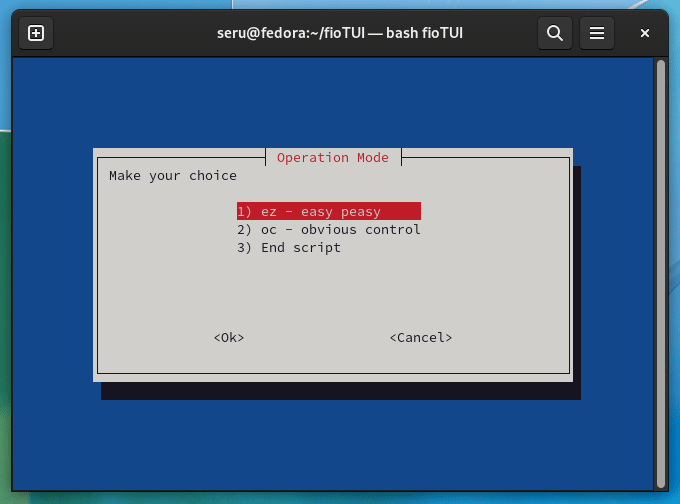 seru@fedora:~/fioTUI — bash fioTUI
Operation Mode
Make your choice
1) ez - easy peasy
2) oc - obvious control
3) End script
<Ok> <Cancel>